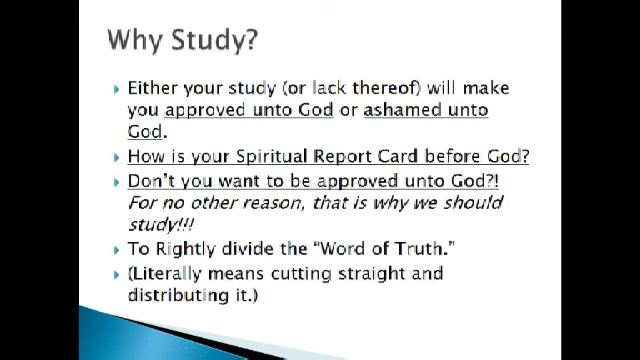 Why Study?
Either your study (or lack thereof) will make
you approved unto God or ashamed unto
God.
How is your Spiritual Report Card before God?
Don't you want to be approved unto God?!
For no other reason, that is why we should
study!!!
To Rightly divide the “Word of Truth.”
(Literally means cutting straight and
distributing it.)